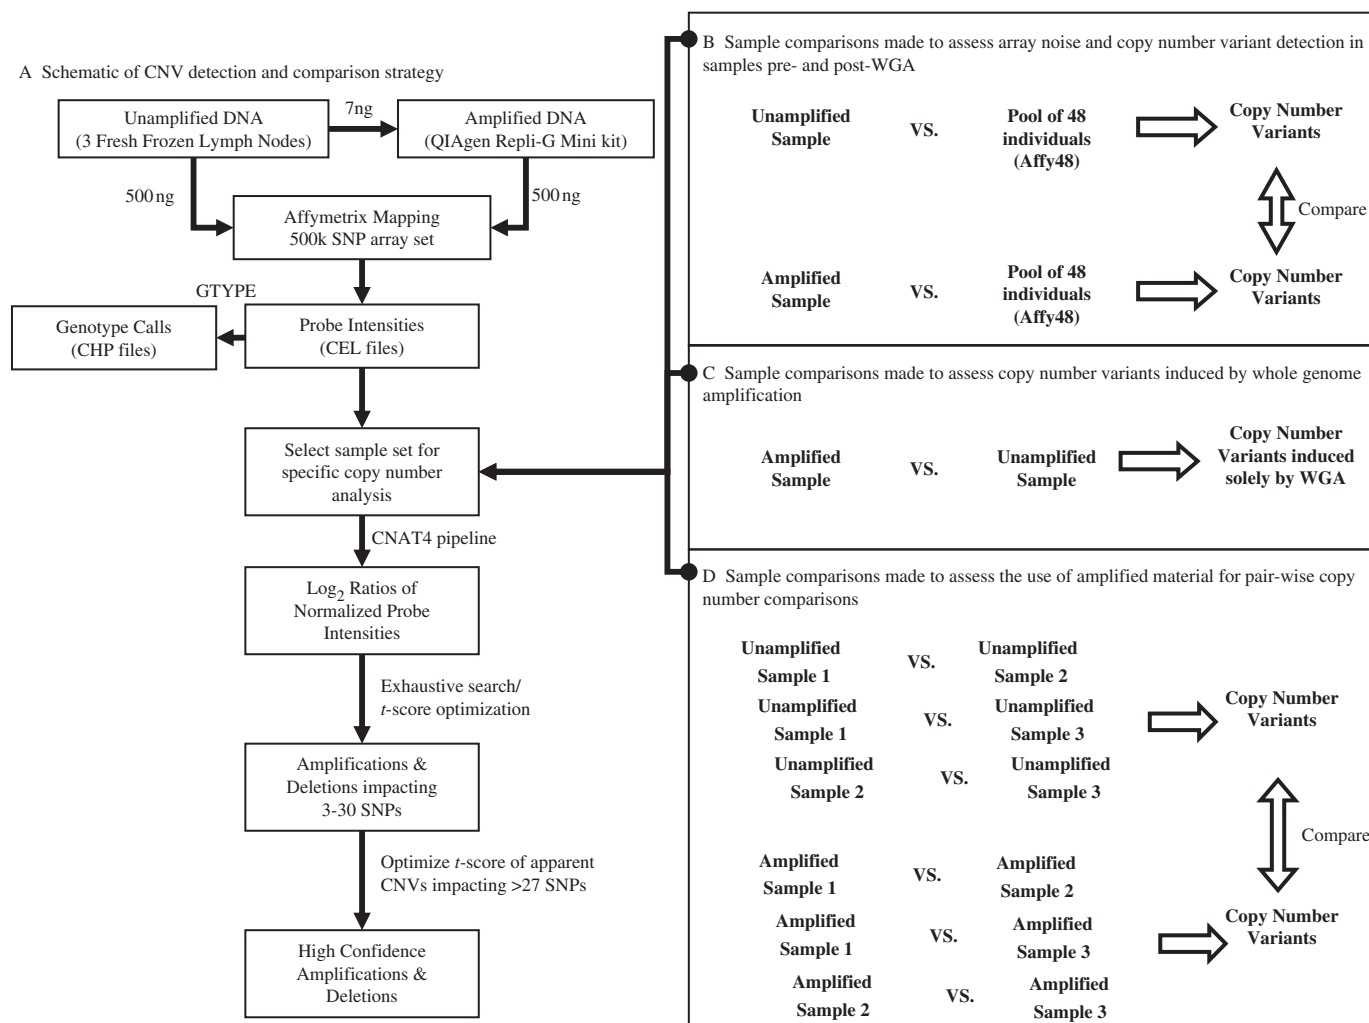 A Schematic of CNV detection and comparison strategy
Unamplified DNA
(3 Fresh Frozen Lymph Nodes)
7ng
Amplified DNA
(QIAgen Repli-G Mini kit)
500 ng
500 ng
Affymetrix Mapping
500k SNP array set
GTYPE
Genotype Calls
(CHP files)
Probe Intensities
(CEL files)
Select sample set for
specific copy number
analysis
CNAT4 pipeline
Log2 Ratios of
Normalized Probe
Intensities
Exhaustive search/
t-score optimization
Amplifications &
Deletions impacting
3-30 SNPs
Optimize t-score of apparent
CNVs impacting >27 SNPs
High Confidence
Amplifications &
Deletions
B Sample comparisons made to assess array noise and copy number variant detection in
samples pre- and post-WGA
Unamplified
Sample
VS.
Pool of 48
individuals
(Affy48)
Copy Number
Variants
Compare
Amplified
Sample
VS.
Pool of 48
individuals
(Affy48)
Copy Number
Variants
C Sample comparisons made to assess copy number variants induced by whole genome
amplification
Amplified
Sample
VS.
Unamplified
Sample
Copy Number
Variants induced
solely by WGA
D Sample comparisons made to assess the use of amplified material for pair-wise copy
number comparisons
Unamplified
Sample 1
VS.
Unamplified
Sample 2
Unamplified
Sample 1
VS.
Unamplified
Sample 3
Unamplified
Sample 2
VS.
Unamplified
Sample 3
Copy Number
Variants
Compare
Amplified
Sample 1
VS.
Amplified
Sample 2
Amplified
Sample 1
VS.
Amplified
Sample 3
Amplified
Sample 2
VS.
Amplified
Sample 3
Copy Number
Variants